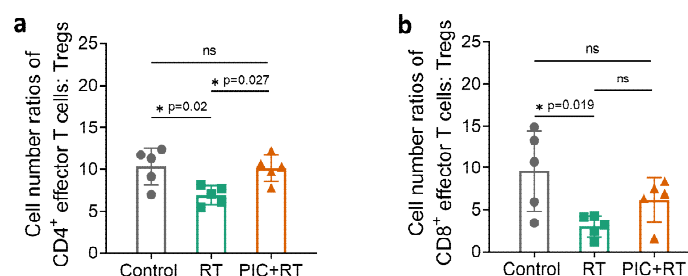 a
Cell number ratios of
CD4⁺ effector T cells: Tregs
25
20
15
10
5
0
ns
* p=0.027
* p=0.02
Control RT PIC+RT
b
Cell number ratios of
CD8⁺ effector T cells: Tregs
25
20
15
10
5
0
ns
ns
* p=0.019
Control RT PIC+RT